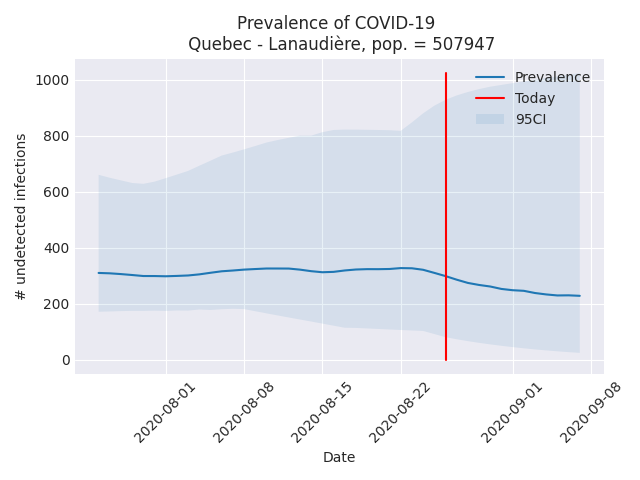 Prevalence of COVID-19
Quebec - Lanaudière, pop. = 507947
Prevalence
Today
95CI
# undetected infections
1000
800
600
400
200
0
2020-08-01
2020-08-08
2020-08-15
2020-08-22
2020-09-01
2020-09-08
Date